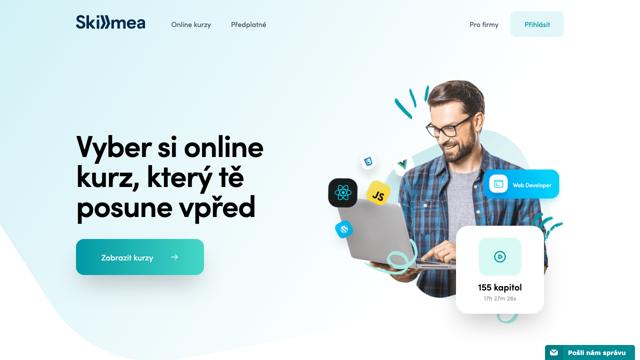 Skillmea
Online kurzy
Předplatné
Pro firmy
Přihlásit
Vyber si online
kurz, který tě
posune vpřed
Zobrazit kurzy
JS
Web Developer
155 kapitol
17h 27m 26s
Pošli nám správu